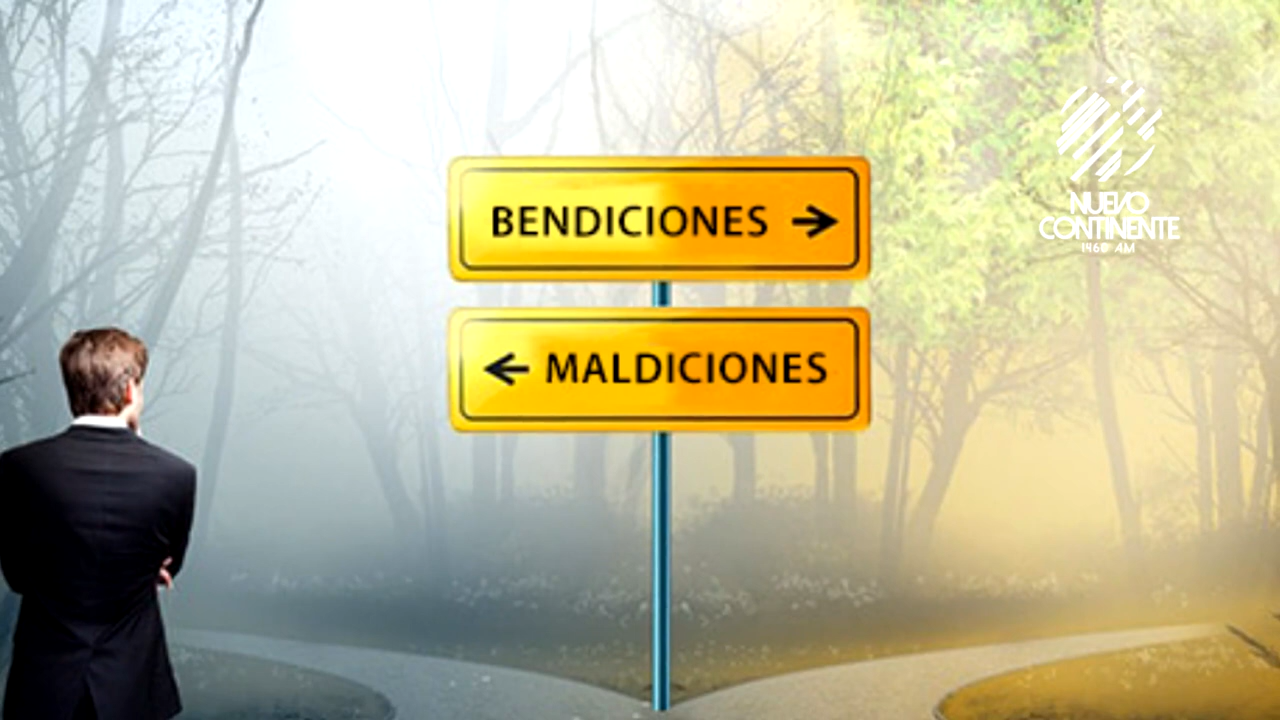 BENDICIONES →
← MALDICIONES
NUEVO
CONTINENTE
1460 AM